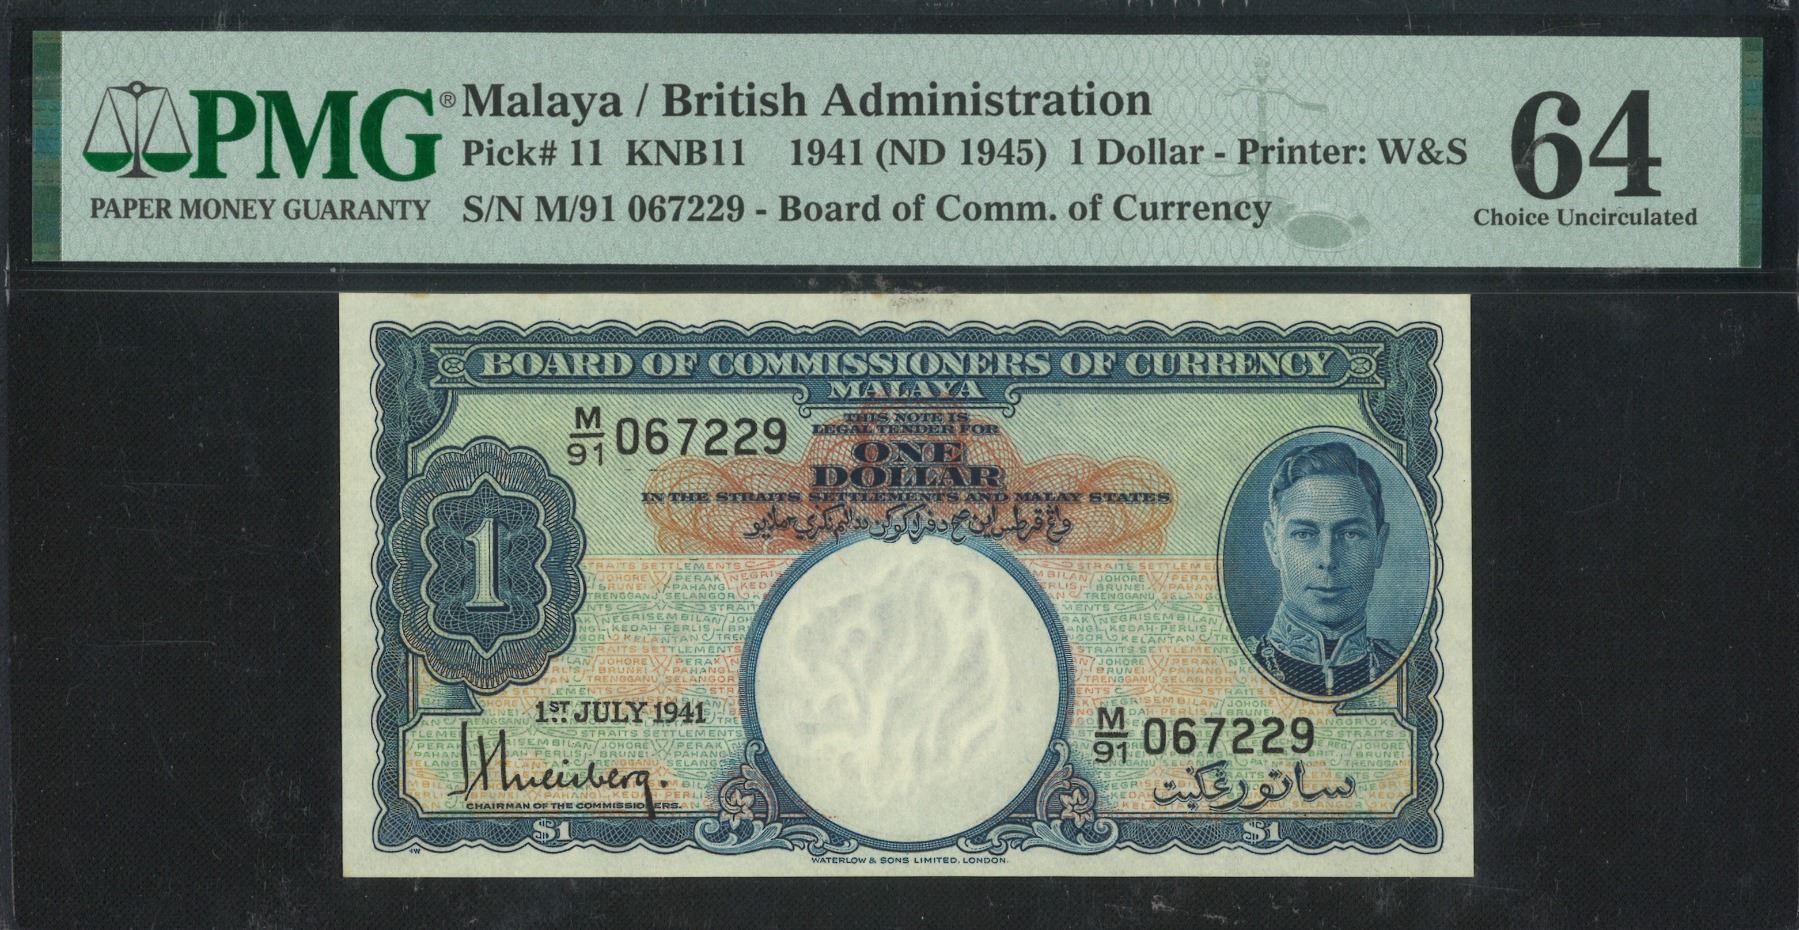 PMG® Malaya / British Administration 64
Pick# 11 KNB11 1941 (ND 1945) 1 Dollar - Printer: W&S
PAPER MONEY GUARANTY S/N M/91 067229 - Board of Comm. of Currency Choice Uncirculated
BOARD OF COMMISSIONERS OF CURRENCY
MALAYA
THIS NOTE IS
LEGAL TENDER FOR
M/91 067229
ONE
DOLLAR
IN THE STRAITS SETTLEMENTS AND MALAY STATES
1
1ST JULY 1941
M/91 067229
CHAIRMAN OF THE COMMISSIONERS.
ساتو رڠݢيت
$1 $1
WATERLOW & SONS LIMITED, LONDON.